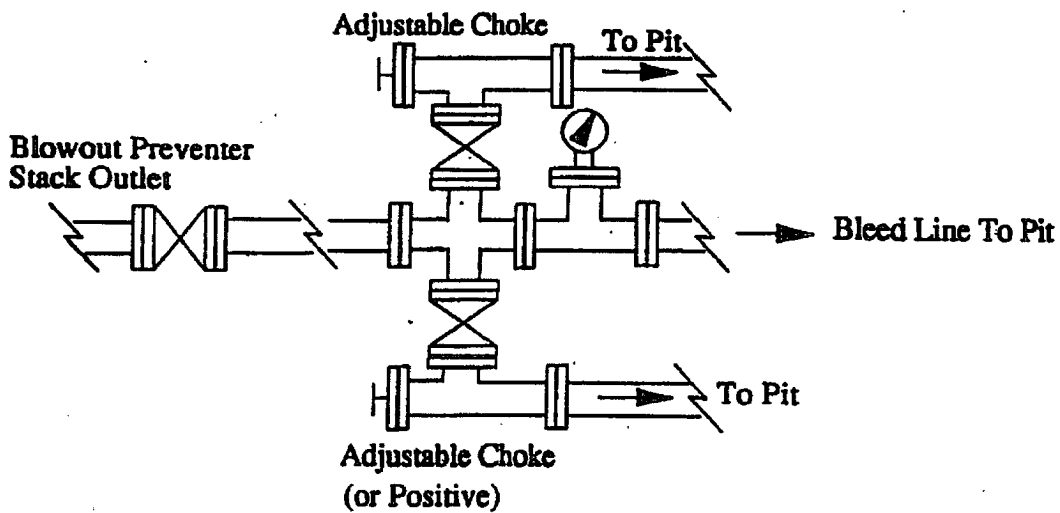 Adjustable Choke
To Pit
Blowout Preventer
Stack Outlet
Bleed Line To Pit
To Pit
Adjustable Choke
(or Positive)